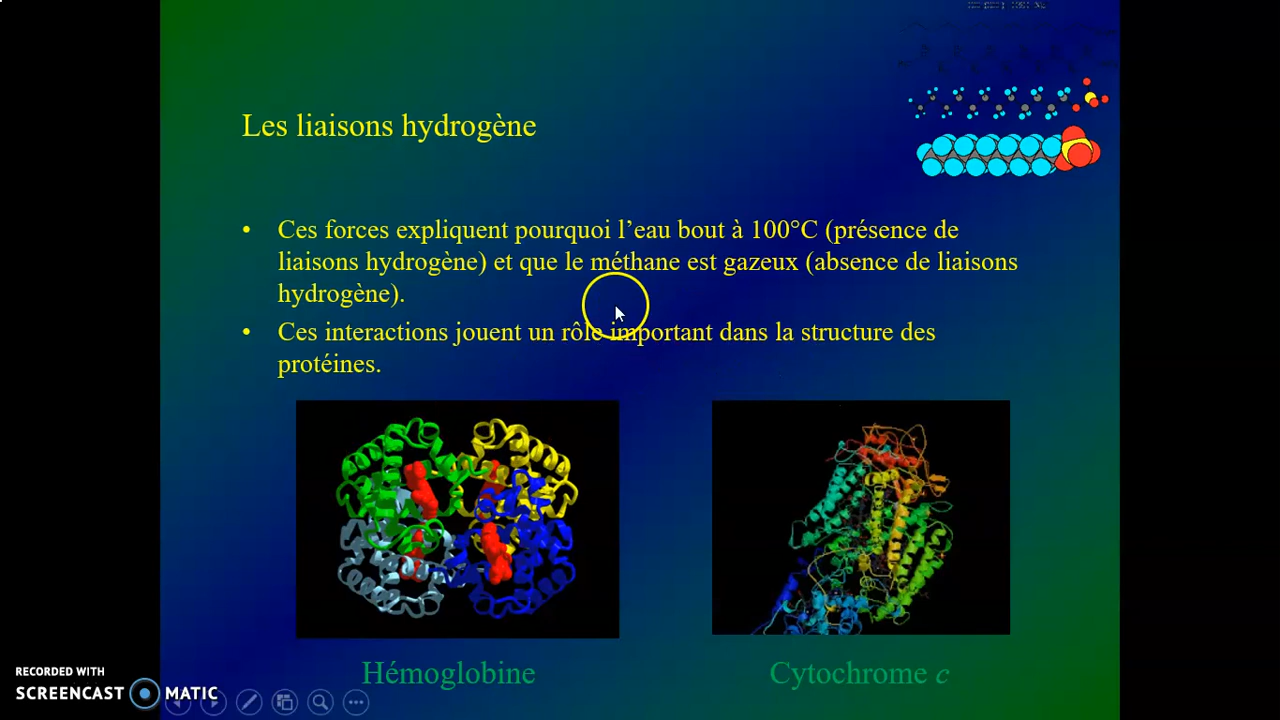 Les liaisons hydrogène
• Ces forces expliquent pourquoi l’eau bout à 100°C (présence de
liaisons hydrogène) et que le méthane est gazeux (absence de liaisons
hydrogène).
• Ces interactions jouent un rôle important dans la structure des
protéines.
Hémoglobine
Cytochrome c
RECORDED WITH
SCREENCAST MATIC